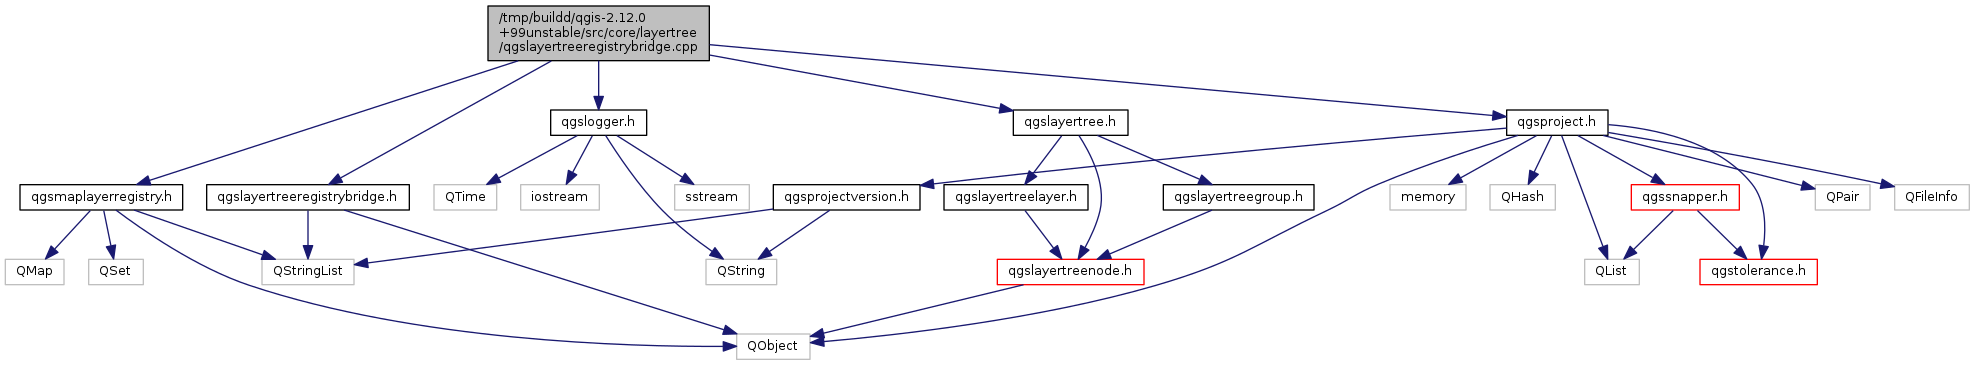 /tmp/buildd/qgis-2.12.0
+99unstable/src/core/layertree
/qgslayertreeregistrybridge.cpp
qgslogger.h
qgslayertree.h
qgsproject.h
qgsmaplayerregistry.h
qgslayertreeregistrybridge.h
QTime
iostream
sstream
qgsprojectversion.h
qgslayertreelayer.h
qgslayertreegroup.h
memory
QHash
qgssnapper.h
QPair
QFileInfo
QMap
QSet
QStringList
QString
qgslayertreenode.h
QList
qgstolerance.h
QObject